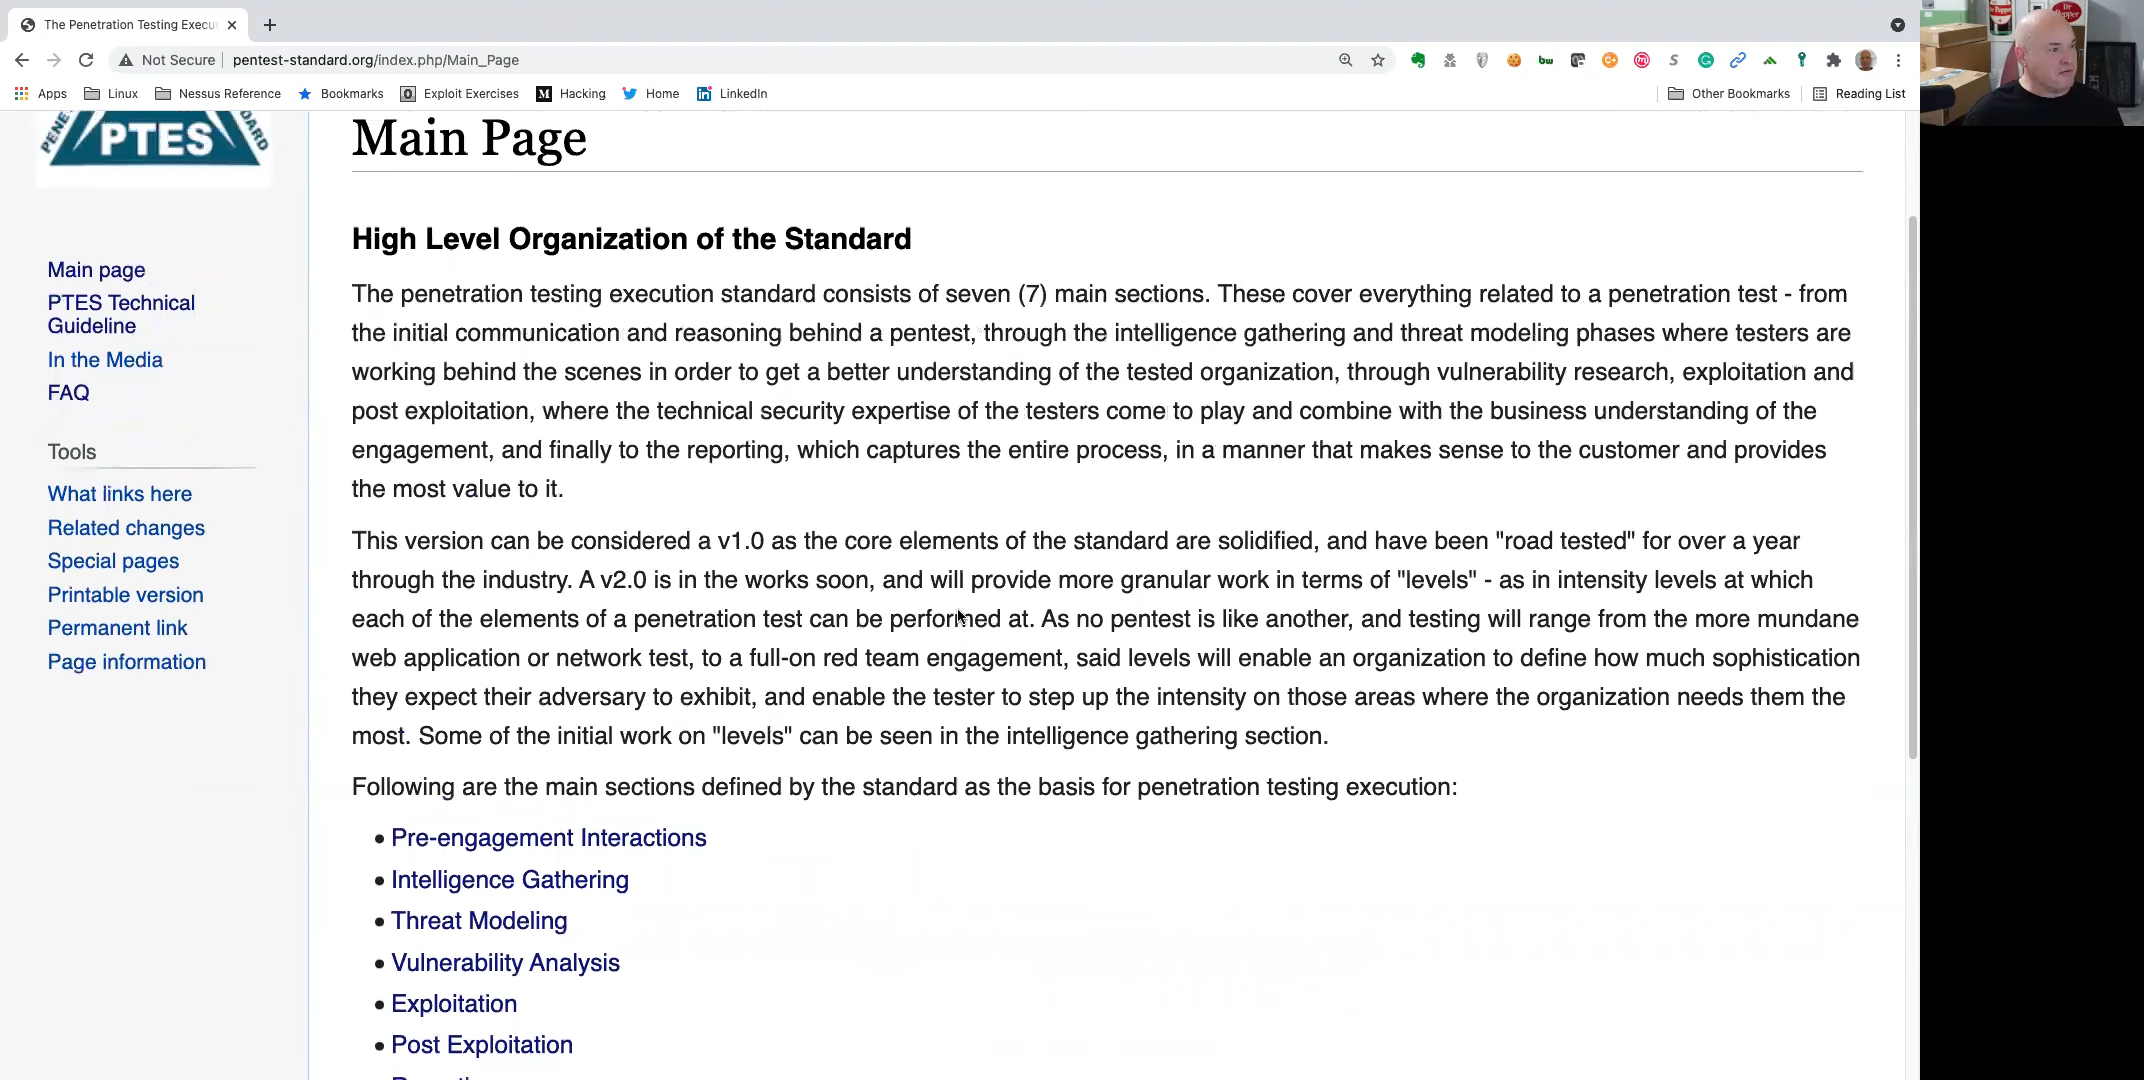 The Penetration Testing Execu
Not Secure
pentest-standard.org/index.php/Main_Page
Apps
Linux
Nessus Reference
Bookmarks
Exploit Exercises
Hacking
Home
LinkedIn
Other Bookmarks
Reading List
PTES
Main page
PTES Technical
Guideline
In the Media
FAQ
Tools
What links here
Related changes
Special pages
Printable version
Permanent link
Page information
Main Page
High Level Organization of the Standard
The penetration testing execution standard consists of seven (7) main sections. These cover everything related to a penetration test - from
the initial communication and reasoning behind a pentest, through the intelligence gathering and threat modeling phases where testers are
working behind the scenes in order to get a better understanding of the tested organization, through vulnerability research, exploitation and
post exploitation, where the technical security expertise of the testers come to play and combine with the business understanding of the
engagement, and finally to the reporting, which captures the entire process, in a manner that makes sense to the customer and provides
the most value to it.
This version can be considered a v1.0 as the core elements of the standard are solidified, and have been "road tested" for over a year
through the industry. A v2.0 is in the works soon, and will provide more granular work in terms of "levels" - as in intensity levels at which
each of the elements of a penetration test can be performed at. As no pentest is like another, and testing will range from the more mundane
web application or network test, to a full-on red team engagement, said levels will enable an organization to define how much sophistication
they expect their adversary to exhibit, and enable the tester to step up the intensity on those areas where the organization needs them the
most. Some of the initial work on "levels" can be seen in the intelligence gathering section.
Following are the main sections defined by the standard as the basis for penetration testing execution:
Pre-engagement Interactions
Intelligence Gathering
Threat Modeling
Vulnerability Analysis
Exploitation
Post Exploitation